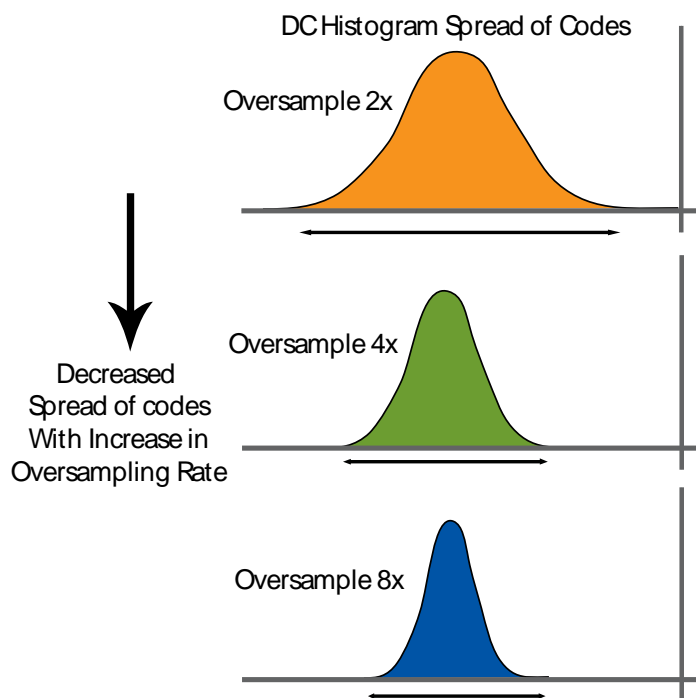 DC Histogram Spread of Codes
Oversample 2x
Oversample 4x
Decreased
Spread of codes
With Increase in
Oversampling Rate
Oversample 8x